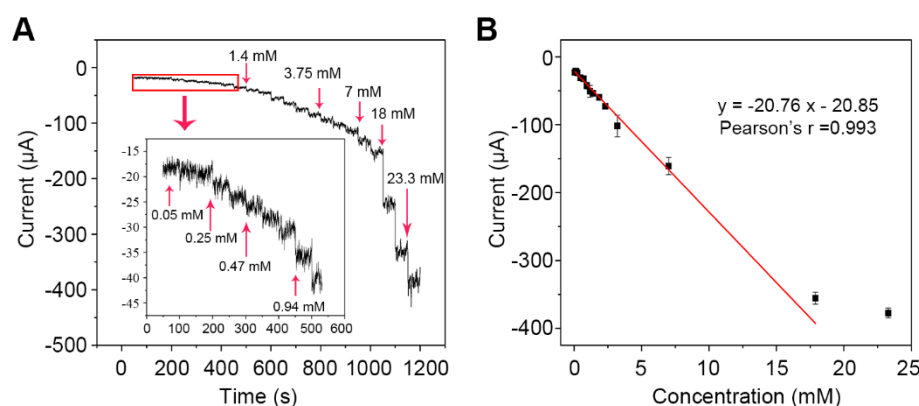 A
0
-100
-200
-300
-400
-500
Current (µA)
0 200 400 600 800 1000 1200
Time (s)
1.4 mM
3.75 mM
7 mM
18 mM
23.3 mM
-15
-20
-25
-30
-35
-40
-45
0 100 200 300 400 500 600
0.05 mM
0.25 mM
0.47 mM
0.94 mM
B
0
-100
-200
-300
-400
Current (µA)
0 5 10 15 20 25
Concentration (mM)
y = -20.76 x - 20.85
Pearson's r =0.993